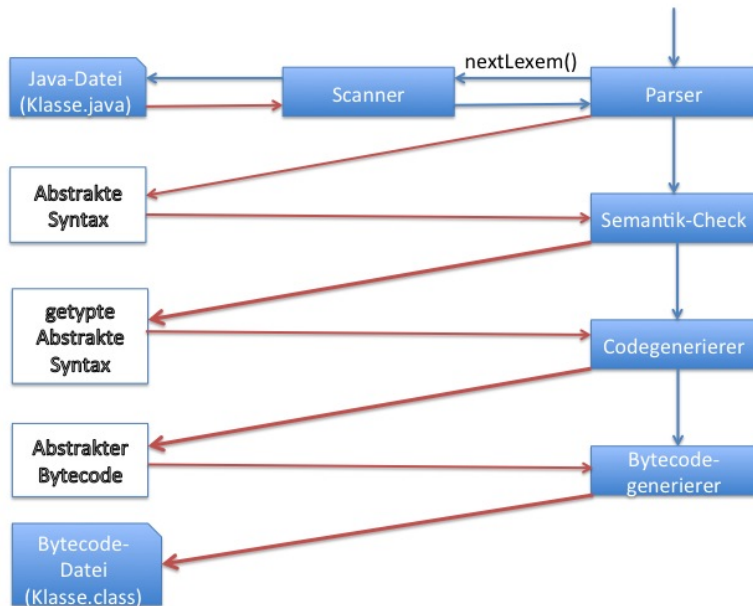 nextLexem()
Java-Datei
(Klasse.java)
Scanner
Parser
Abstrakte
Syntax
Semantik-Check
getypte
Abstrakte
Syntax
Codegenerierer
Abstrakter
Bytecode
Bytecode-
generierer
Bytecode-
Datei
(Klasse.class)